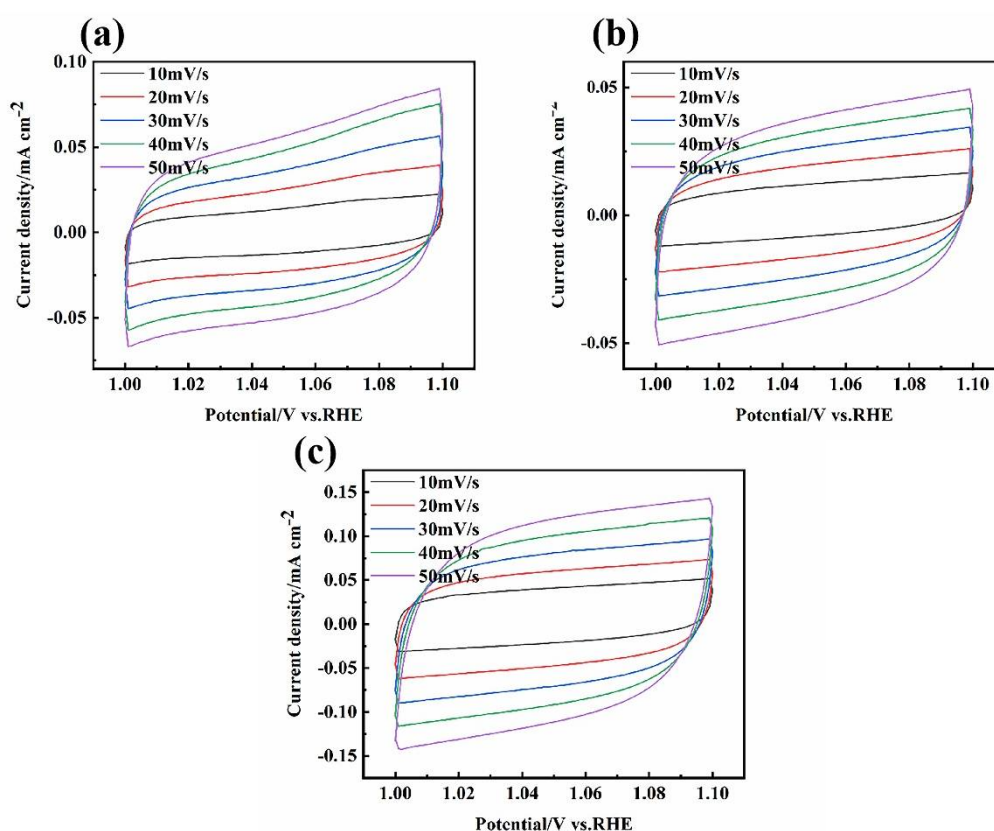 (a)
0.10
0.05
0.00
-0.05
Current density/mA cm⁻²
10mV/s
20mV/s
30mV/s
40mV/s
50mV/s
1.00 1.02 1.04 1.06 1.08 1.10
Potential/V vs.RHE
(b)
0.05
0.00
-0.05
Current density/mA cm⁻²
10mV/s
20mV/s
30mV/s
40mV/s
50mV/s
1.00 1.02 1.04 1.06 1.08 1.10
Potential/V vs.RHE
(c)
0.15
0.10
0.05
0.00
-0.05
-0.10
-0.15
Current density/mA cm⁻²
10mV/s
20mV/s
30mV/s
40mV/s
50mV/s
1.00 1.02 1.04 1.06 1.08 1.10
Potential/V vs.RHE